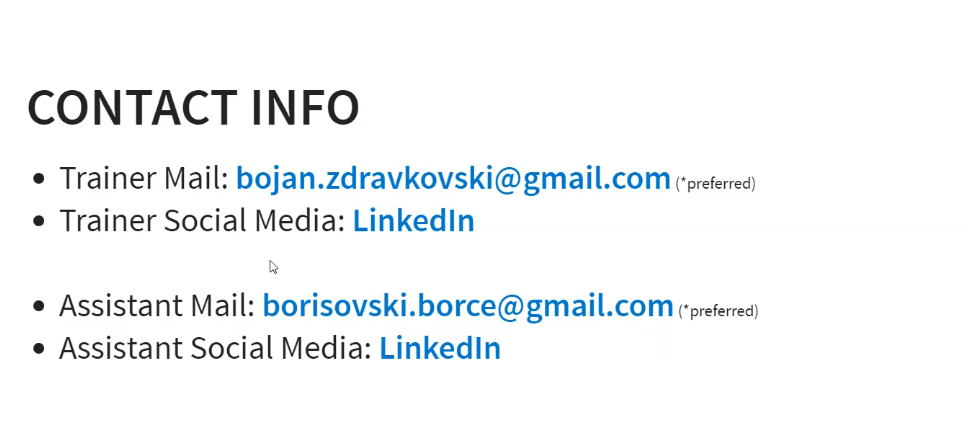 CONTACT INFO
• Trainer Mail: bojan.zdravkovski@gmail.com (*preferred)
• Trainer Social Media: LinkedIn
• Assistant Mail: borisovski.borce@gmail.com (*preferred)
• Assistant Social Media: LinkedIn